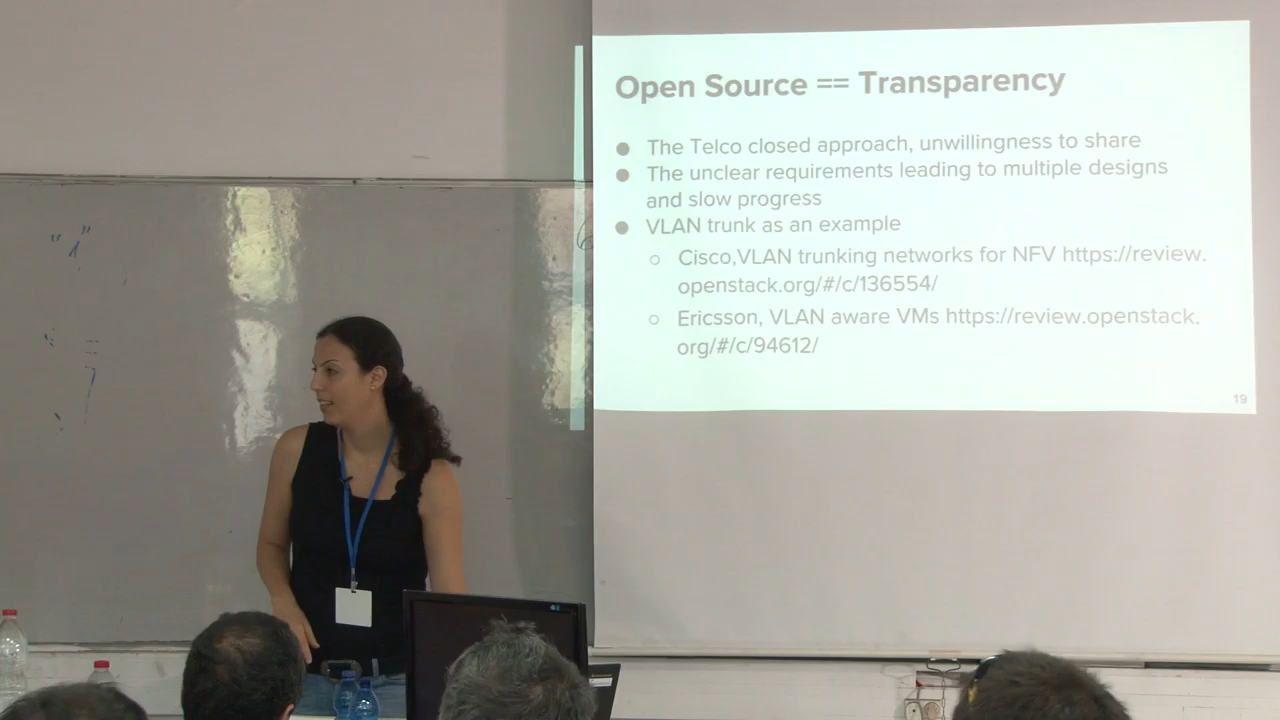 Open Source == Transparency
● The Telco closed approach, unwillingness to share
● The unclear requirements leading to multiple designs
and slow progress
● VLAN trunk as an example
○ Cisco,VLAN trunking networks for NFV https://review.
openstack.org/#/c/136554/
○ Ericsson, VLAN aware VMs https://review.openstack.
org/#/c/94612/
19